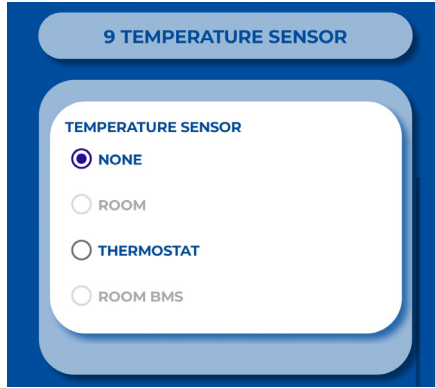 9 TEMPERATURE SENSOR
TEMPERATURE SENSOR
NONE
ROOM
THERMOSTAT
ROOM BMS